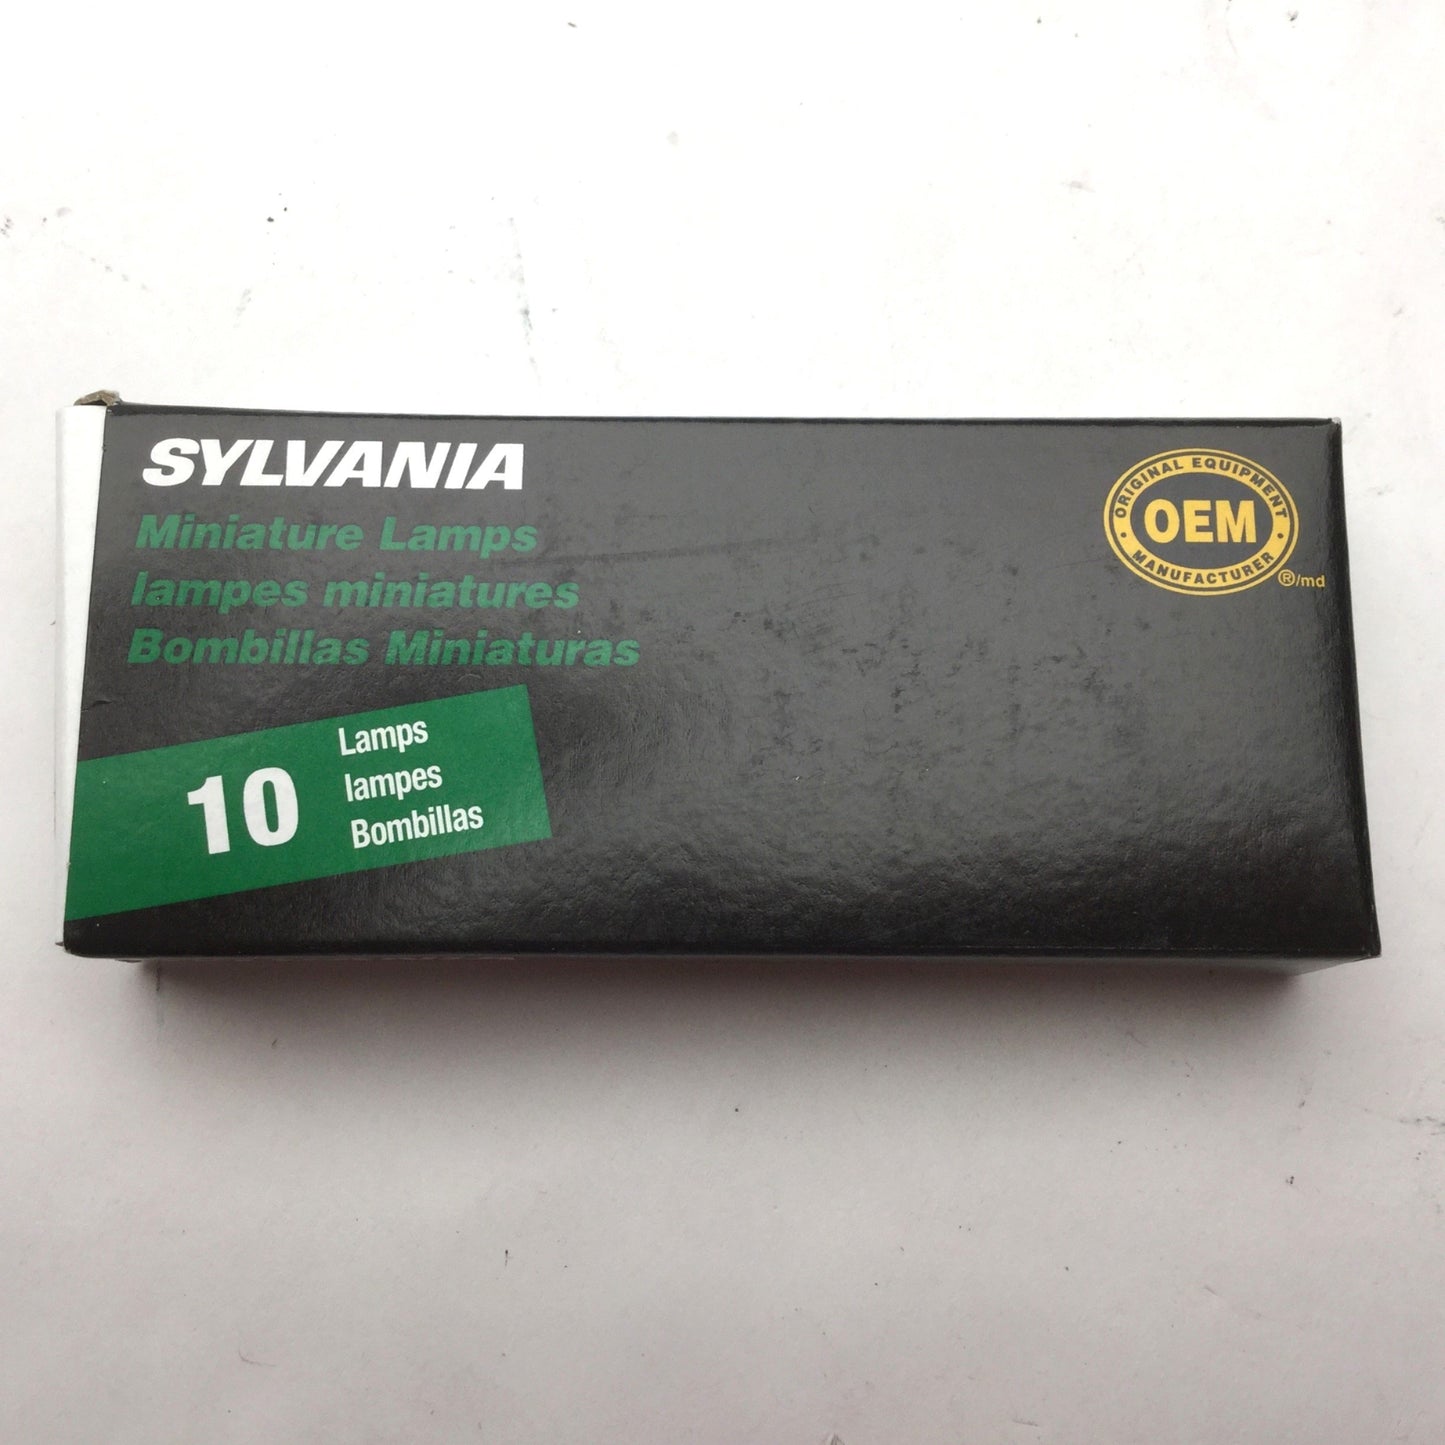 SYLVANIA
Miniature Lamps
lampes miniatures
Bombillas Miniaturas
10
Lamps
lampes
Bombillas
ORIGINAL EQUIPMENT
OEM
MANUFACTURER
®/md